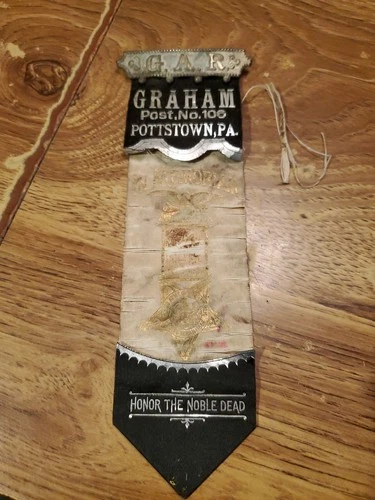 G.A.R.
GRAHAM
Post, No. 106
POTTSTOWN, PA.
HONOR THE NOBLE DEAD